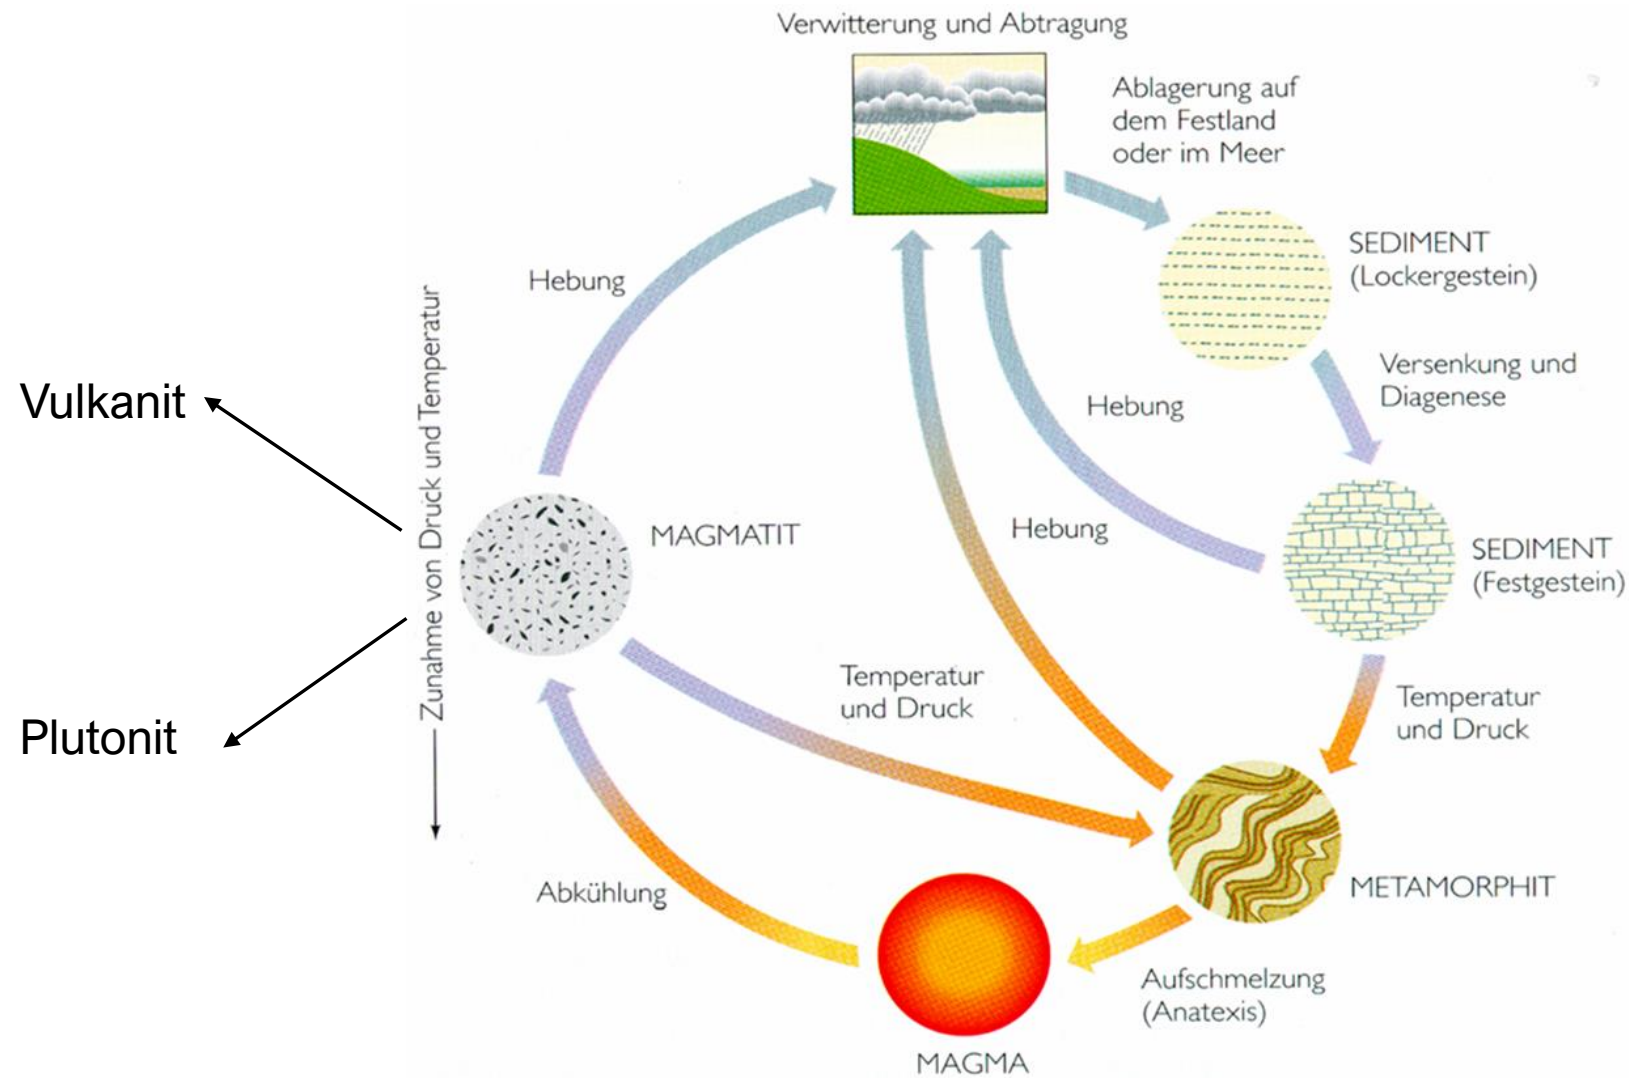 Verwitterung und Abtragung
Ablagerung auf
dem Festland
oder im Meer
SEDIMENT
(Lockergestein)
Hebung
Versenkung und
Diagenese
Vulkanit
Hebung
Zunahme von Druck und Temperatur
MAGMATIT
Hebung
SEDIMENT
(Festgestein)
Temperatur
und Druck
Temperatur
und Druck
Plutonit
METAMORPHIT
Abkühlung
Aufschmelzung
(Anatexis)
MAGMA